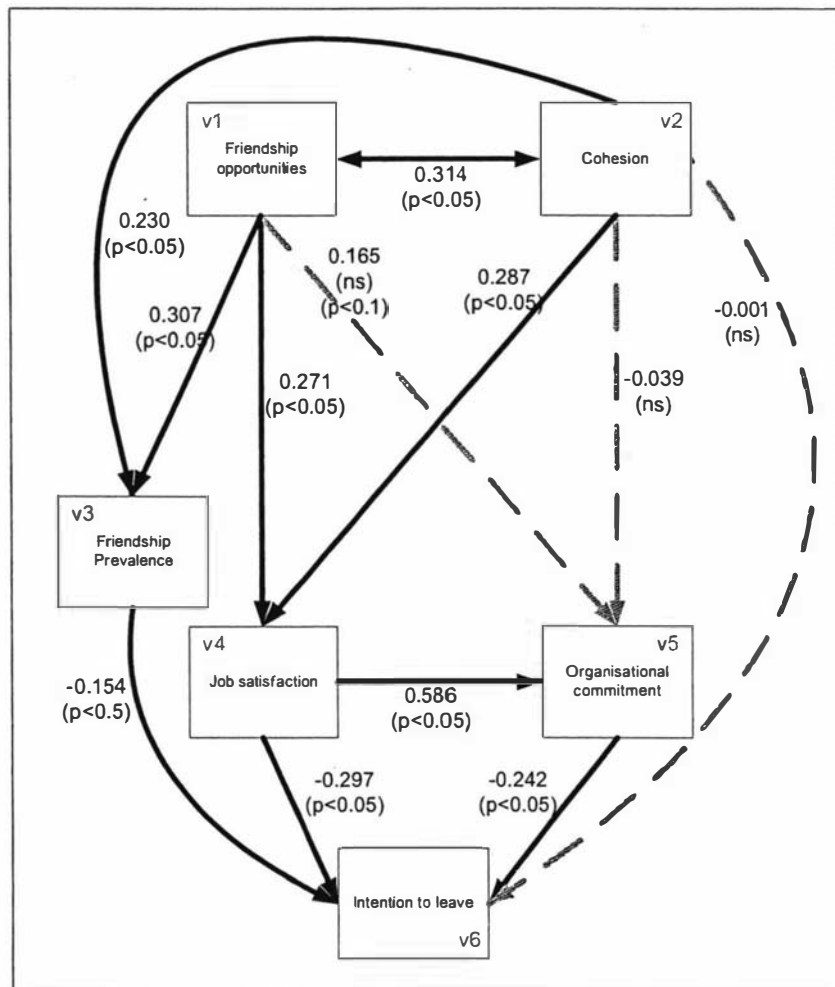 v1
Friendship
opportunities
v2
Cohesion
0.314
(p<0.05)
0.230
(p<0.05)
0.307
(p<0.05)
0.165
(ns)
(p<0.1)
0.287
(p<0.05)
-0.001
(ns)
0.271
(p<0.05)
-0.039
(ns)
v3
Friendship
Prevalence
v4
Job satisfaction
v5
Organisational
commitment
0.586
(p<0.05)
-0.154
(p<0.5)
-0.297
(p<0.05)
-0.242
(p<0.05)
Intention to leave
v6